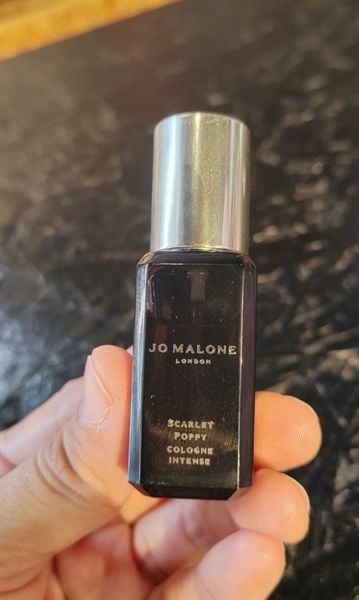 JO MALONE
LONDON
SCARLET
POPPY
COLOGNE
INTENSE